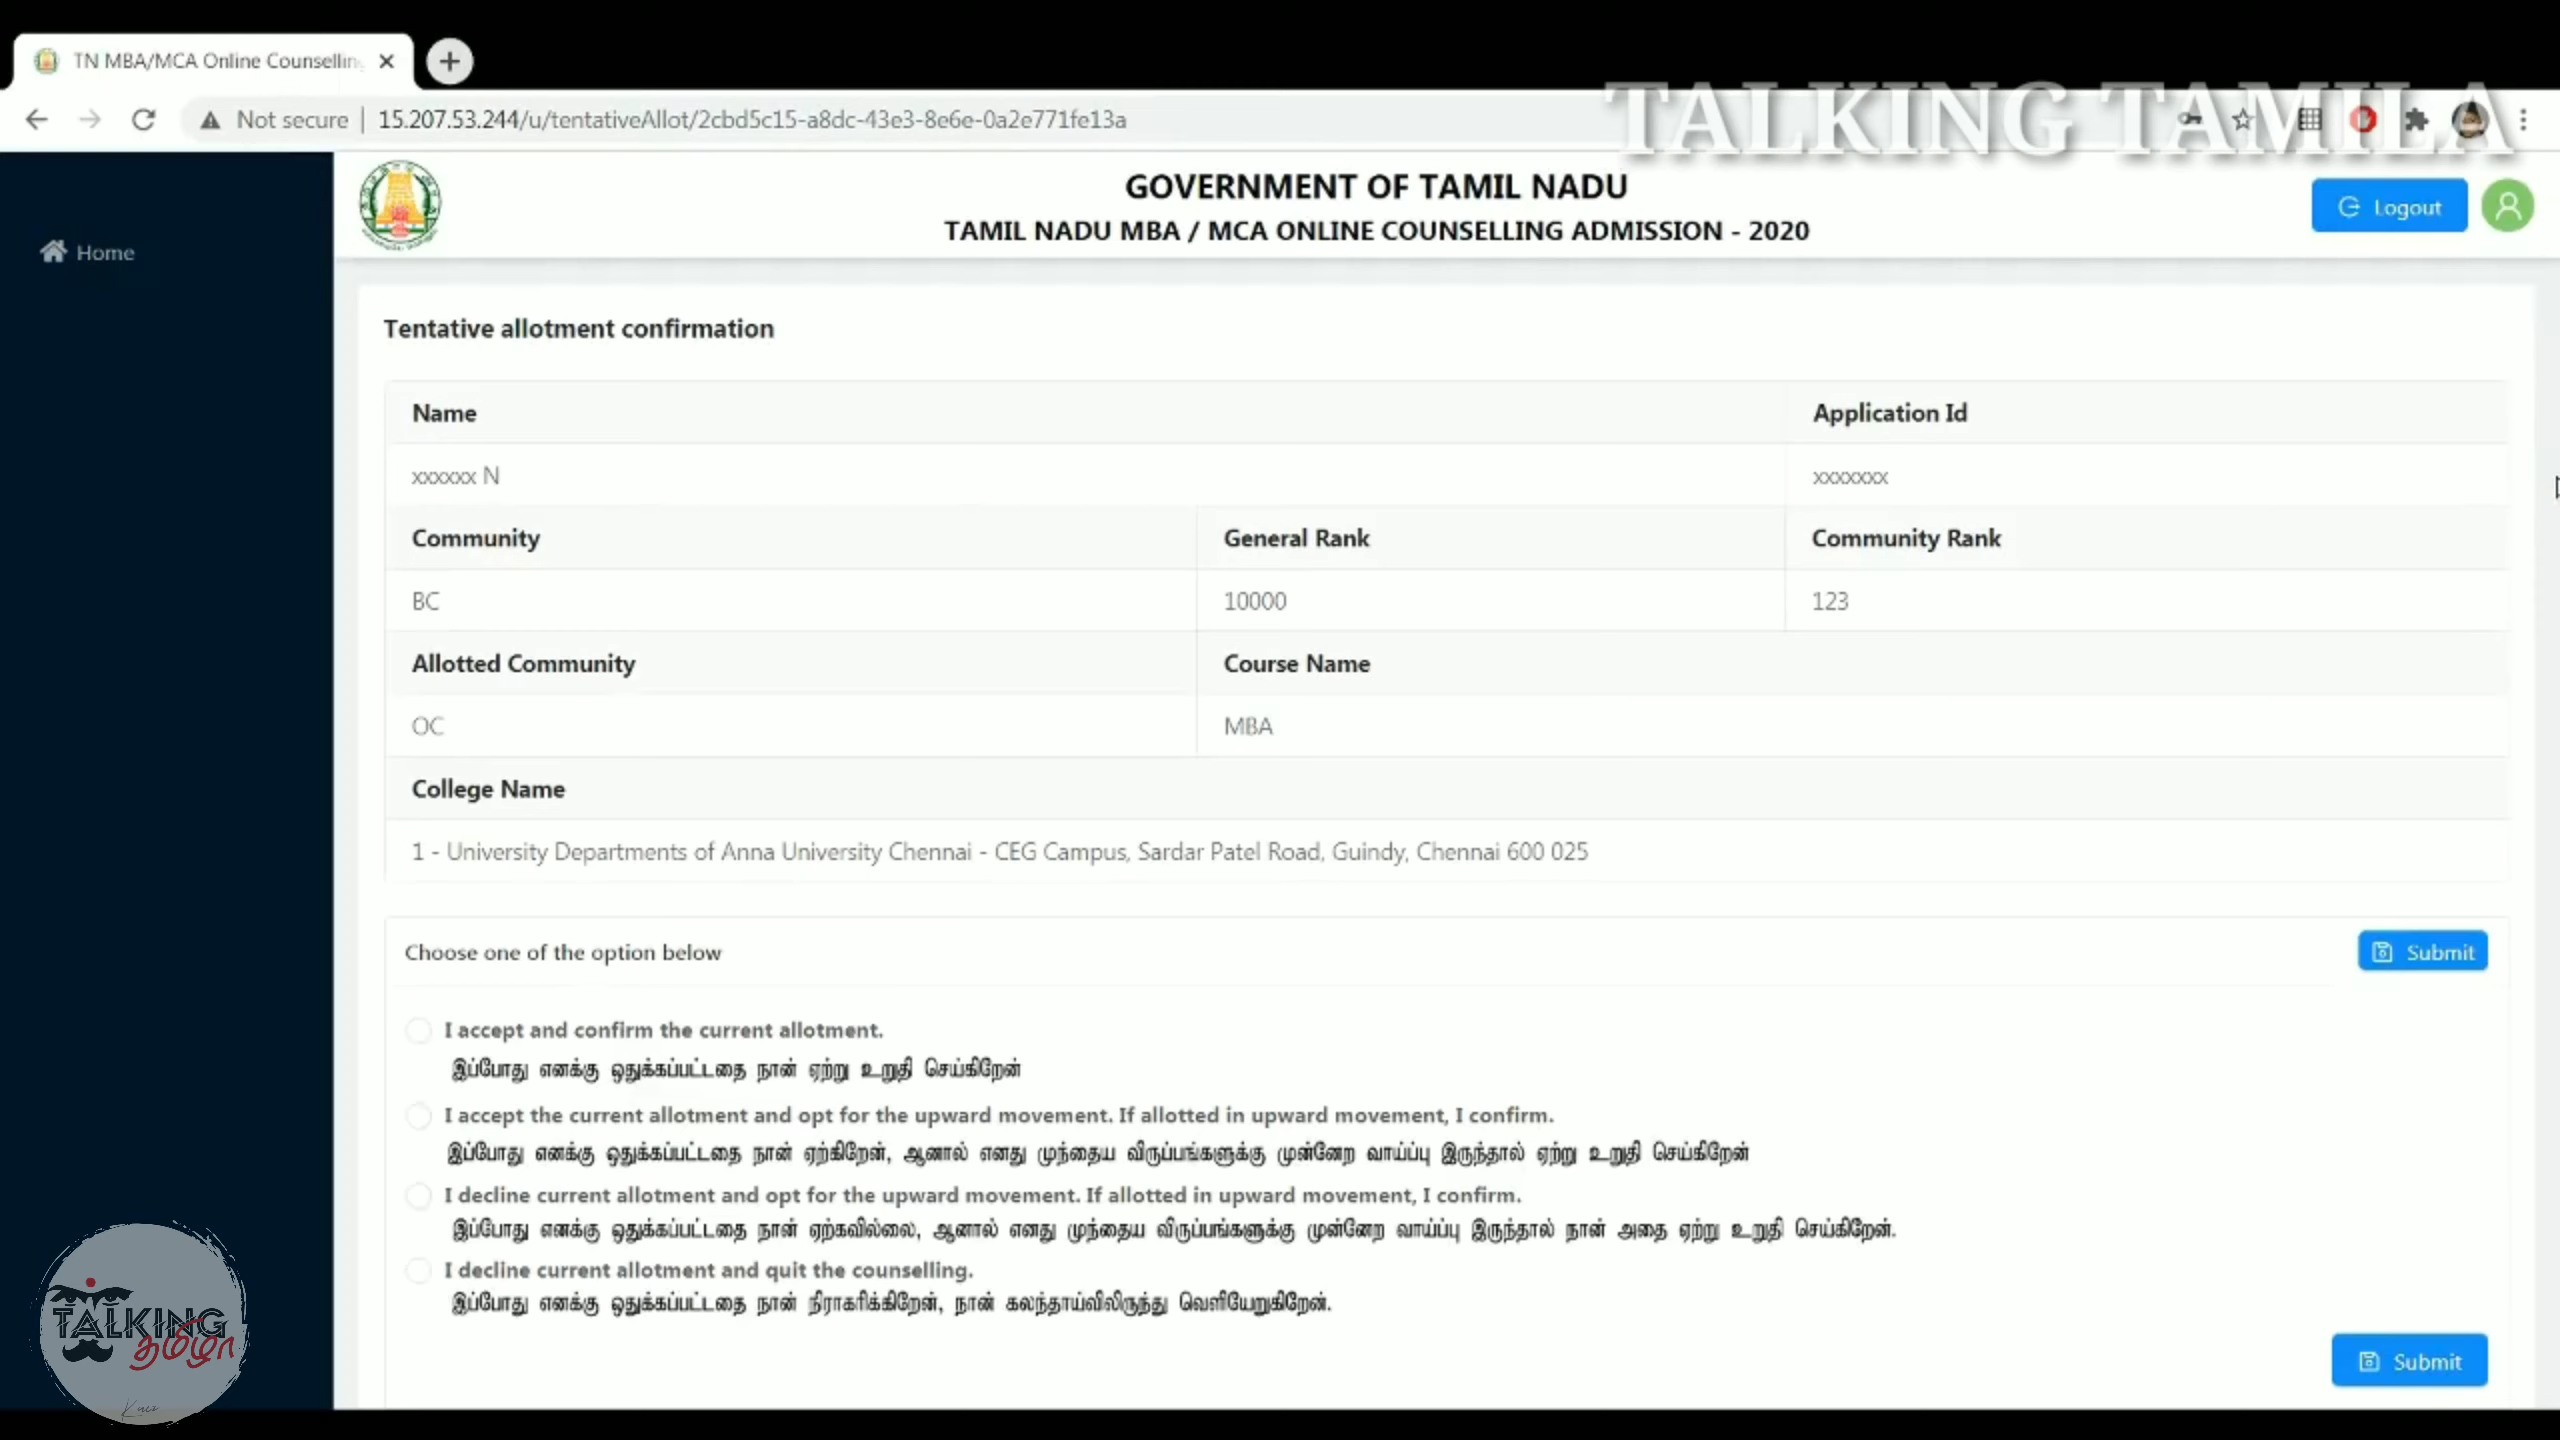 TN MBA/MCA Online Counselling
TALKING TAMILA
Not secure | 15.207.53.244/u/tentativeAllot/2cbd5c15-a8dc-43e3-8e6e-0a2e771fe13a
GOVERNMENT OF TAMIL NADU
TAMIL NADU MBA / MCA ONLINE COUNSELLING ADMISSION - 2020
Logout
Home
Tentative allotment confirmation
Name Application Id
xxxxxx N xxxxxxx
Community General Rank Community Rank
BC 10000 123
Allotted Community Course Name
OC MBA
College Name
1 - University Departments of Anna University Chennai - CEG Campus, Sardar Patel Road, Guindy, Chennai 600 025
Choose one of the option below Submit
I accept and confirm the current allotment.
இப்போது எனக்கு ஒதுக்கப்பட்டதை நான் ஏற்று உறுதி செய்கிறேன்
I accept the current allotment and opt for the upward movement. If allotted in upward movement, I confirm.
இப்போது எனக்கு ஒதுக்கப்பட்டதை நான் ஏற்கிறேன், ஆனால் எனது முந்தைய விருப்பங்களுக்கு முன்னேற வாய்ப்பு இருந்தால் ஏற்று உறுதி செய்கிறேன்
I decline current allotment and opt for the upward movement. If allotted in upward movement, I confirm.
இப்போது எனக்கு ஒதுக்கப்பட்டதை நான் ஏற்கவில்லை, ஆனால் எனது முந்தைய விருப்பங்களுக்கு முன்னேற வாய்ப்பு இருந்தால் நான் அதை ஏற்று உறுதி செய்கிறேன்.
I decline current allotment and quit the counselling.
இப்போது எனக்கு ஒதுக்கப்பட்டதை நான் நிராகரிக்கிறேன், நான் கலந்தாய்விலிருந்து வெளியேறுகிறேன்.
Submit
TALKING
தமிழா